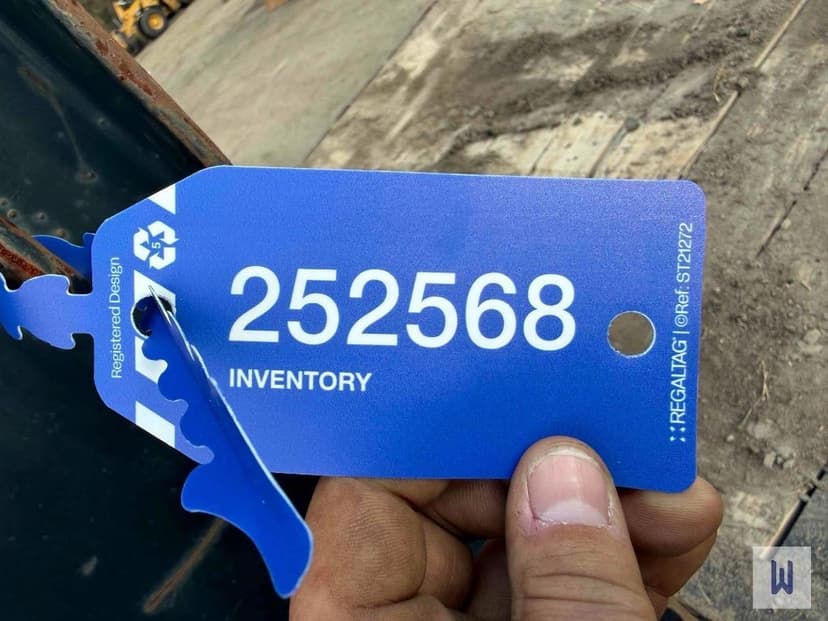 Registered Design
5
252568
INVENTORY
REGALTAG® | ©Ref: ST21272
W